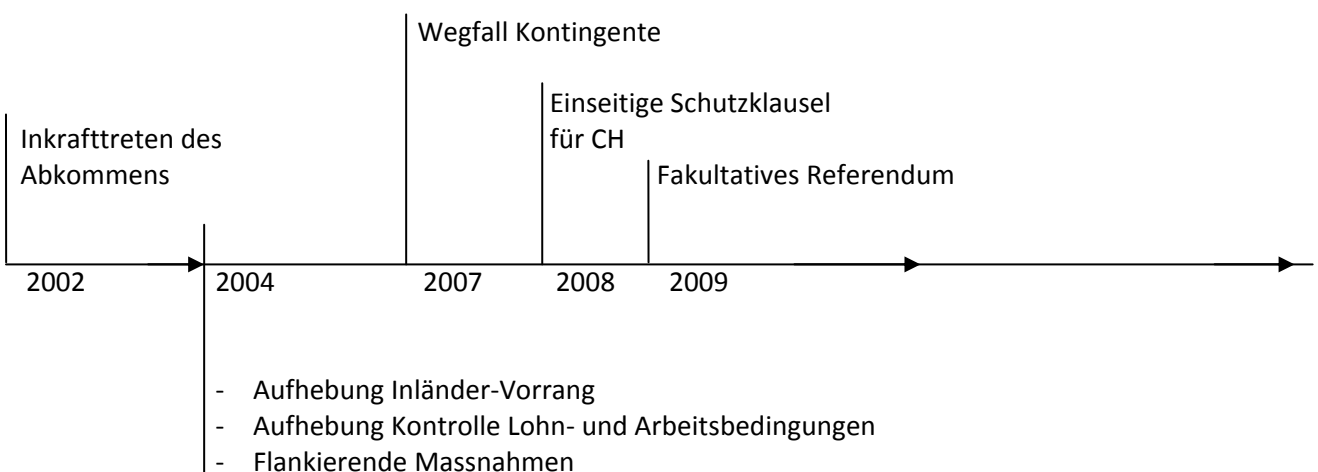 Wegfall Kontingente
Einseitige Schutzklausel
für CH
Inkrafttreten des
Abkommens
Fakultatives Referendum
2002 2004 2007 2008 2009
- Aufhebung Inländer-Vorrang
- Aufhebung Kontrolle Lohn- und Arbeitsbedingungen
- Flankierende Massnahmen